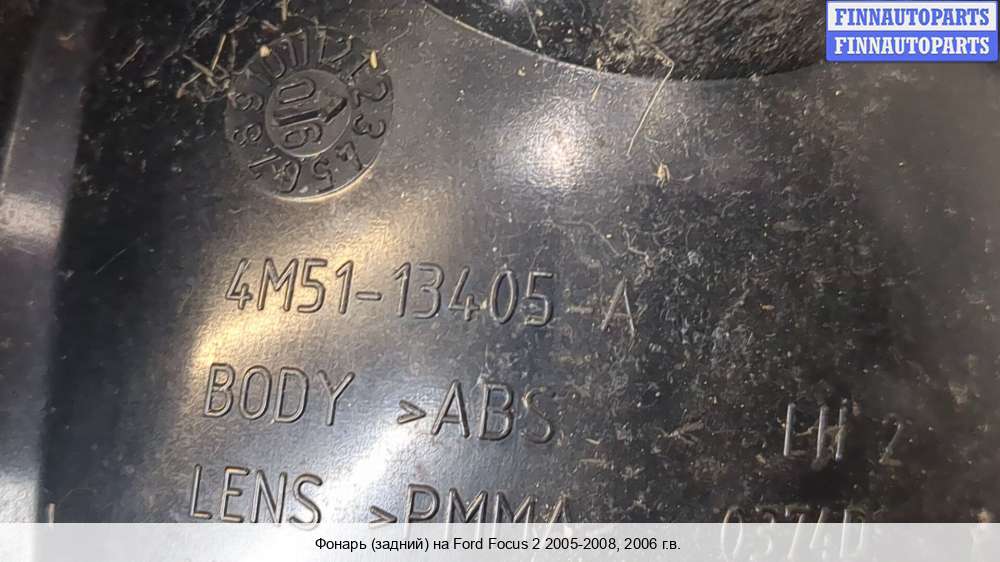 FINNAUTOPARTS
FINNAUTOPARTS
4M51-13405-A
BODY >ABS
LH 2
LENS >PMMA
Фонарь (задний) на Ford Focus 2 2005-2008, 2006 г.в.